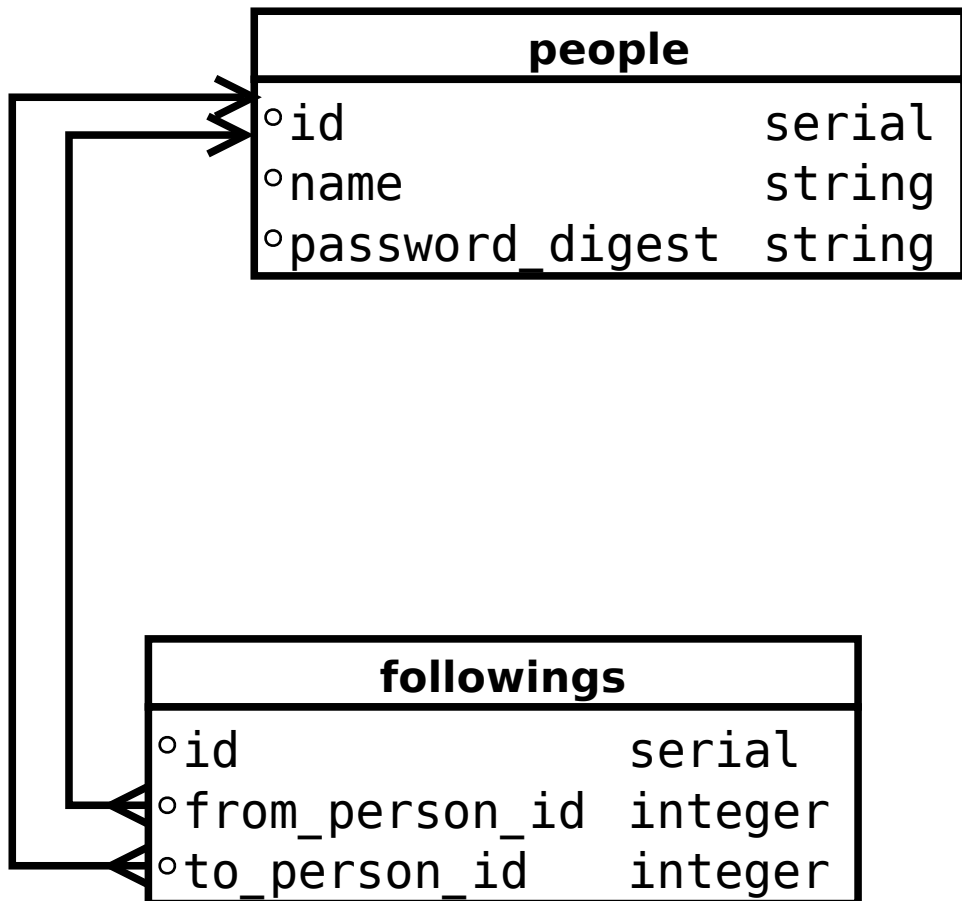 people
id serial
name string
password_digest string
followings
id serial
from_person_id integer
to_person_id integer